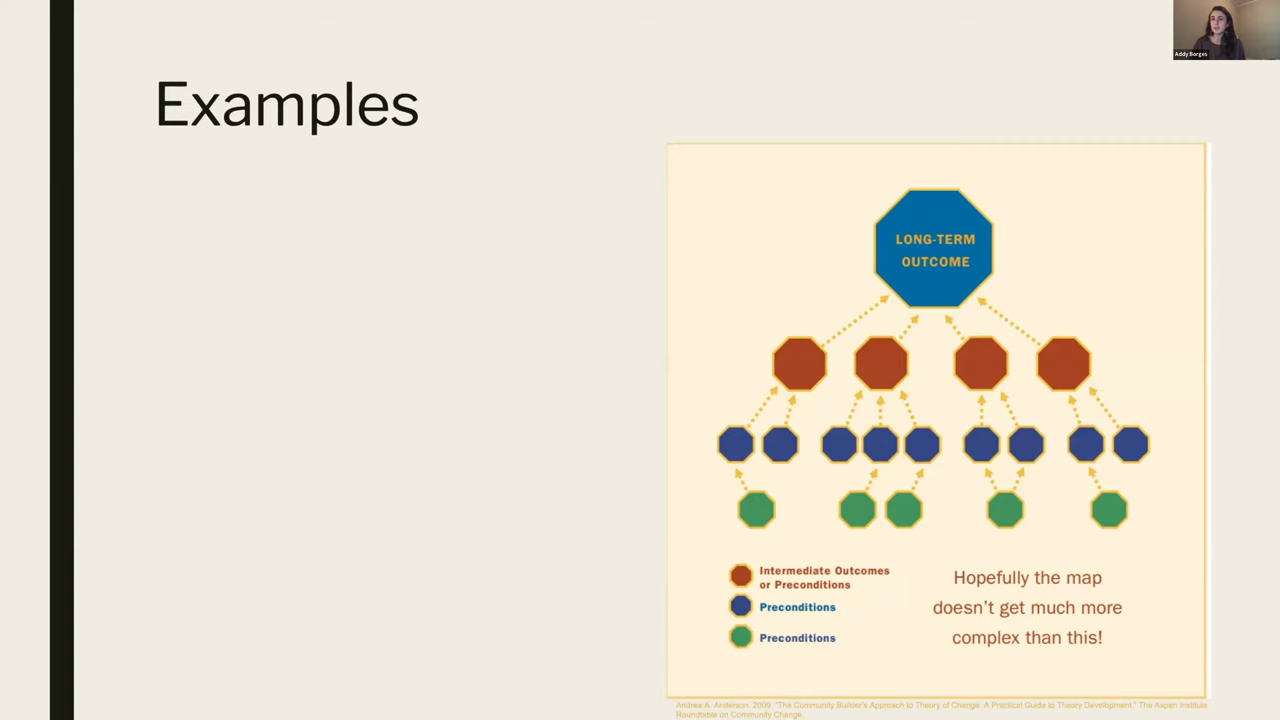 Addy Borges
Examples
LONG-TERM
OUTCOME
Intermediate Outcomes
or Preconditions
Preconditions
Preconditions
Hopefully the map
doesn't get much more
complex than this!
Andrea A. Anderson. 2009. "The Community Builder's Approach to Theory of Change: A Practical Guide to Theory Development." The Aspen Institute
Roundtable on Community Change.